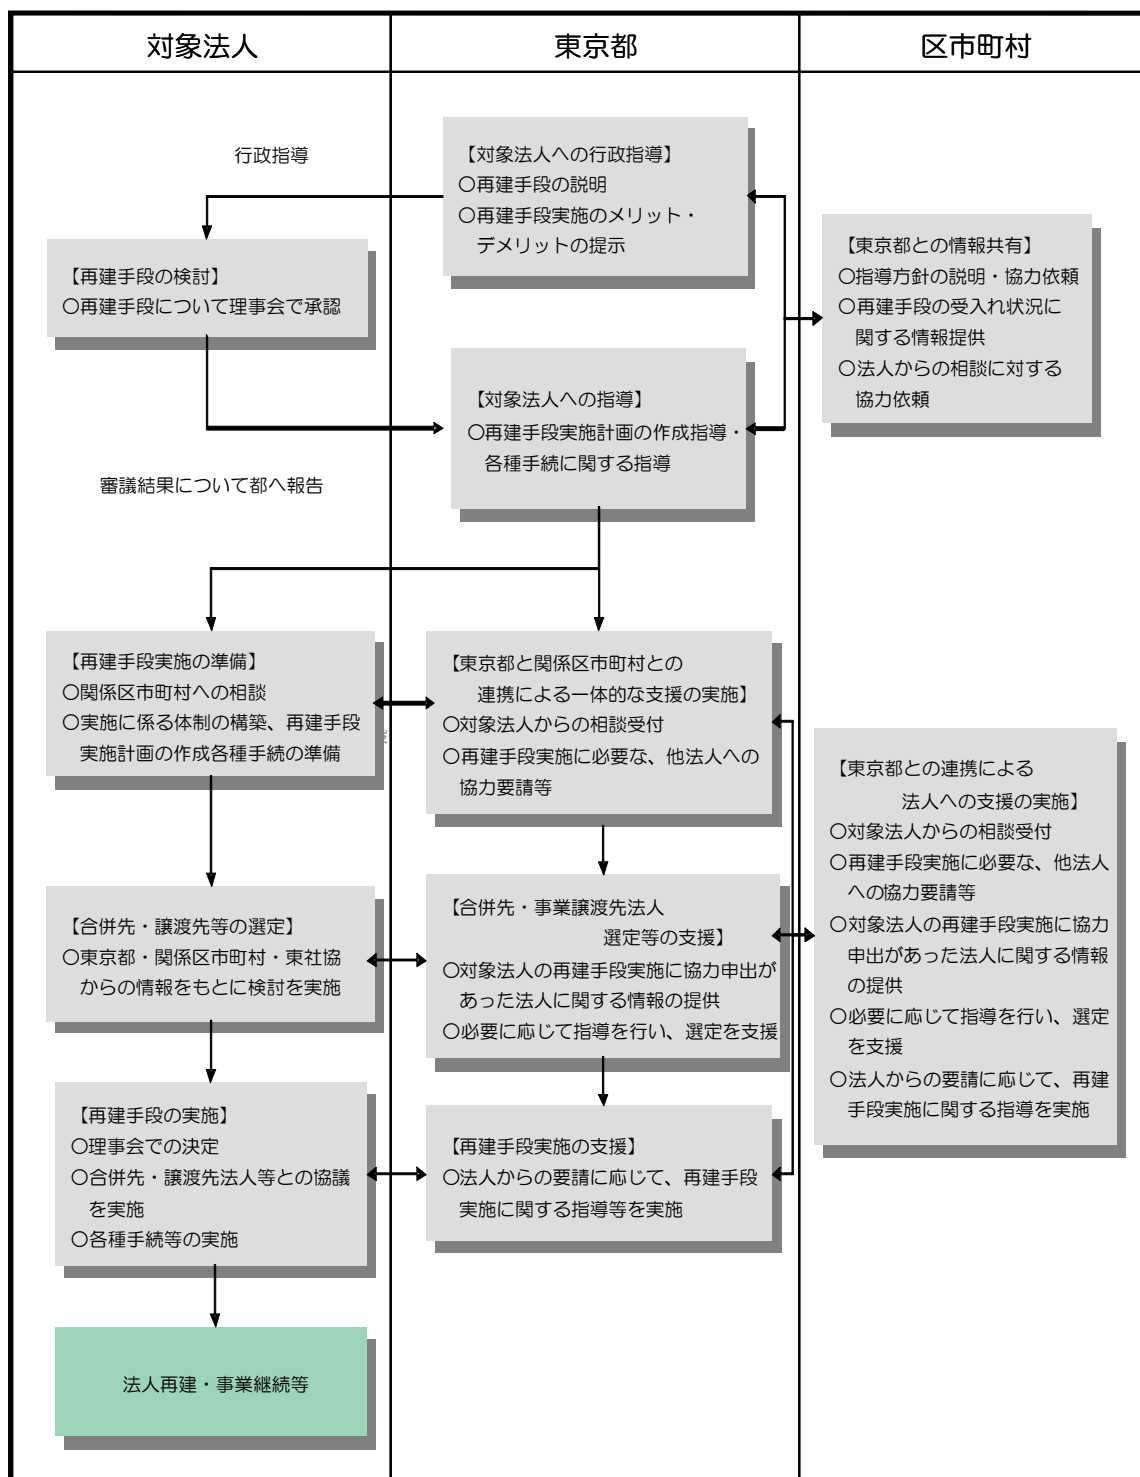 対象法人
東京都
区市町村
行政指導
【対象法人への行政指導】
○再建手段の説明
○再建手段実施のメリット・
デメリットの提示
【再建手段の検討】
○再建手段について理事会で承認
【東京都との情報共有】
○指導方針の説明・協力依頼
○再建手段の受入れ状況に
関する情報提供
○法人からの相談に対する
協力依頼
【対象法人への指導】
○再建手段実施計画の作成指導・
各種手続に関する指導
審議結果について都へ報告
【再建手段実施の準備】
○関係区市町村への相談
○実施に係る体制の構築、再建手段
実施計画の作成各種手続の準備
【東京都と関係区市町村との
連携による一体的な支援の実施】
○対象法人からの相談受付
○再建手段実施に必要な、他法人への
協力要請等
【東京都との連携による
法人への支援の実施】
○対象法人からの相談受付
○再建手段実施に必要な、他法人
への協力要請等
○対象法人の再建手段実施に協力
申出があった法人に関する情報
の提供
○必要に応じて指導を行い、選定
を支援
○法人からの要請に応じて、再建
手段実施に関する指導を実施
【合併先・譲渡先等の選定】
○東京都・関係区市町村・東社協
からの情報をもとに検討を実施
【合併先・事業譲渡先法人
選定等の支援】
○対象法人の再建手段実施に協力申出が
あった法人に関する情報の提供
○必要に応じて指導を行い、選定を支援
【再建手段の実施】
○理事会での決定
○合併先・譲渡先法人等との協議
を実施
○各種手続等の実施
【再建手段実施の支援】
○法人からの要請に応じて、再建手段
実施に関する指導等を実施
法人再建・事業継続等